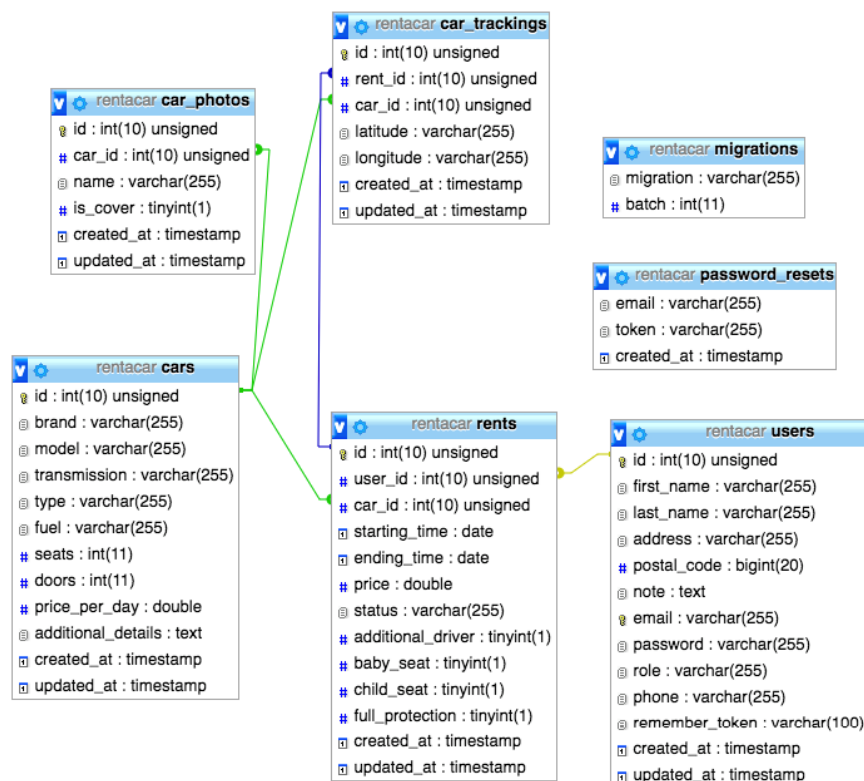 rentacar car_trackings
id : int(10) unsigned
rent_id : int(10) unsigned
car_id : int(10) unsigned
latitude : varchar(255)
longitude : varchar(255)
created_at : timestamp
updated_at : timestamp
rentacar car_photos
id : int(10) unsigned
car_id : int(10) unsigned
name : varchar(255)
is_cover : tinyint(1)
created_at : timestamp
updated_at : timestamp
rentacar migrations
migration : varchar(255)
batch : int(11)
rentacar password_resets
email : varchar(255)
token : varchar(255)
created_at : timestamp
rentacar cars
id : int(10) unsigned
brand : varchar(255)
model : varchar(255)
transmission : varchar(255)
type : varchar(255)
fuel : varchar(255)
seats : int(11)
doors : int(11)
price_per_day : double
additional_details : text
created_at : timestamp
updated_at : timestamp
rentacar rents
id : int(10) unsigned
user_id : int(10) unsigned
car_id : int(10) unsigned
starting_time : date
ending_time : date
price : double
status : varchar(255)
additional_driver : tinyint(1)
baby_seat : tinyint(1)
child_seat : tinyint(1)
full_protection : tinyint(1)
created_at : timestamp
updated_at : timestamp
rentacar users
id : int(10) unsigned
first_name : varchar(255)
last_name : varchar(255)
address : varchar(255)
postal_code : bigint(20)
note : text
email : varchar(255)
password : varchar(255)
role : varchar(255)
phone : varchar(255)
remember_token : varchar(100)
created_at : timestamp
updated_at : timestamp